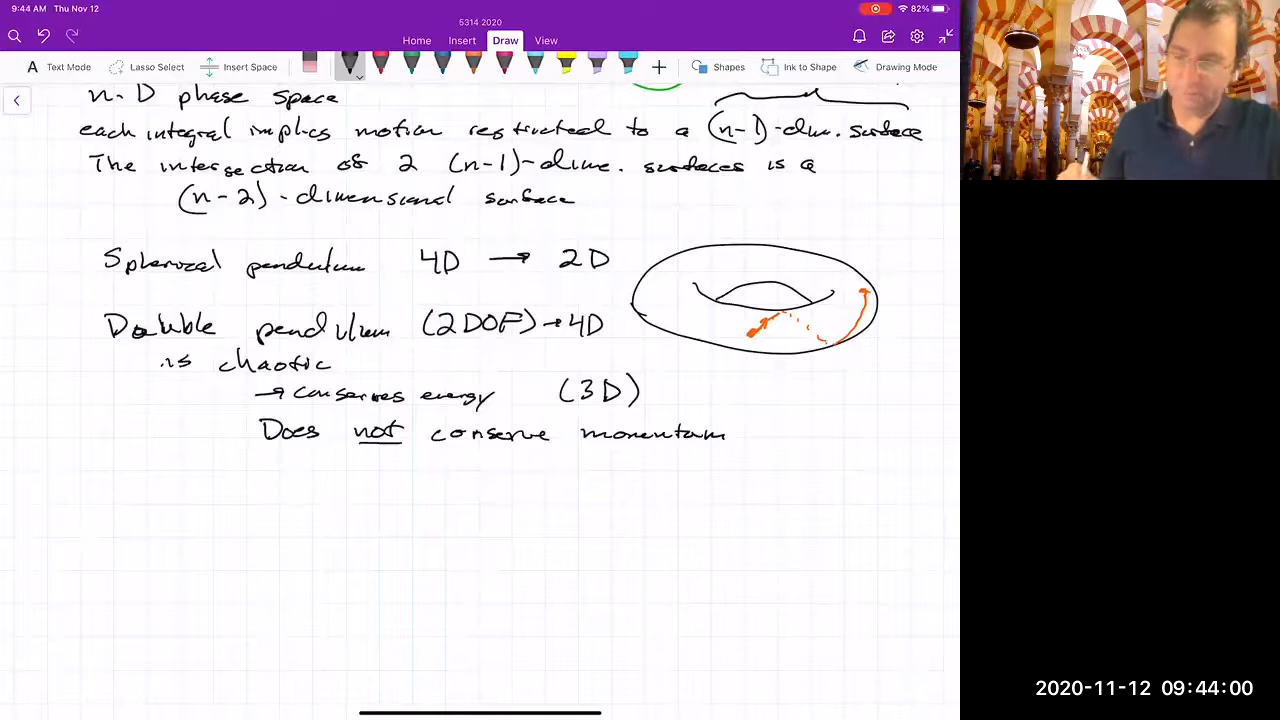 9:44 AM Thu Nov 12
82%
5314 2020
Home Insert Draw View
Text Mode Lasso Select Insert Space Shapes Ink to Shape Drawing Mode
n-D phase space
each integral implies motion restricted to a (n-1)-dim. surface
The intersection of 2 (n-1)-dime. surfaces is a
(n-2)-dimensional surface
Spherical pendulum 4D → 2D
Double pendulum (2DOF) → 4D
is chaotic
→ conserves energy (3D)
Does not conserve momentum
2020-11-12 09:44:00